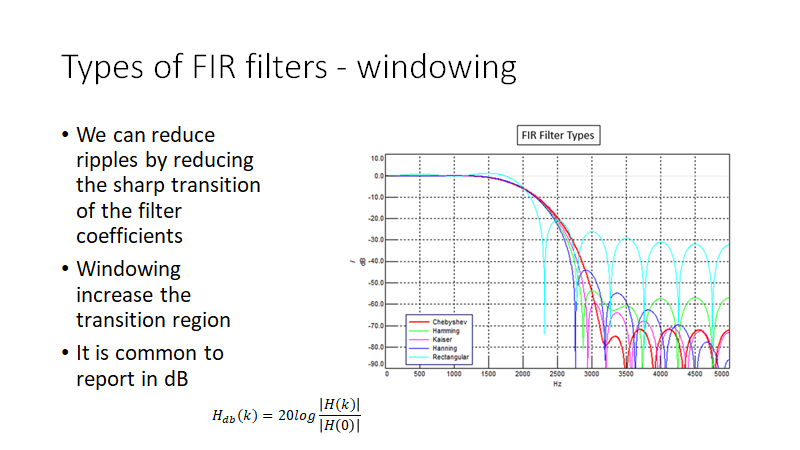 Types of FIR filters - windowing
• We can reduce
ripples by reducing
the sharp transition
of the filter
coefficients
• Windowing
increase the
transition region
• It is common to
report in dB
H_db(k) = 20log |H(k)| / |H(0)|
FIR Filter Types
10.0
0.0
-10.0
-20.0
-30.0
-40.0
-50.0
-60.0
-70.0
-80.0
-90.0
/ dB
Chebyshev
Hamming
Kaiser
Hanning
Rectangular
0 500 1000 1500 2000 2500 3000 3500 4000 4500 5000
Hz